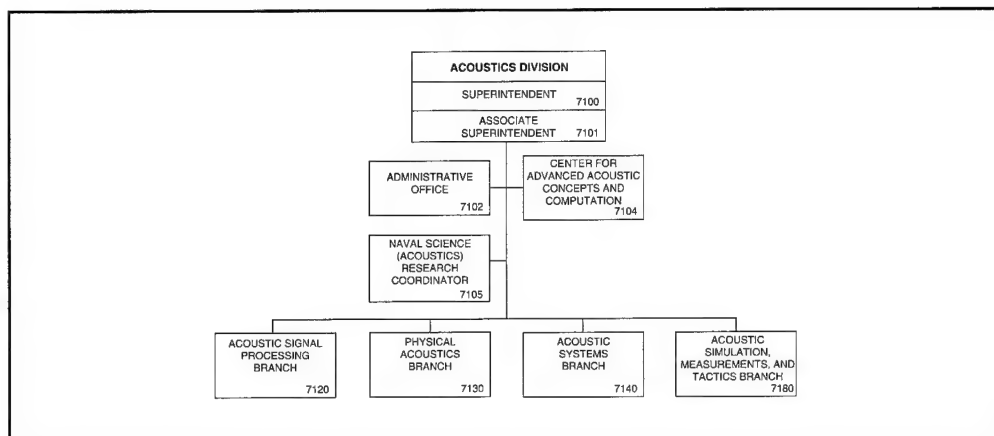 ACOUSTICS DIVISION
SUPERINTENDENT
7100
ASSOCIATE
SUPERINTENDENT
7101
ADMINISTRATIVE
OFFICE
7102
CENTER FOR
ADVANCED ACOUSTIC
CONCEPTS AND
COMPUTATION
7104
NAVAL SCIENCE
(ACOUSTICS)
RESEARCH
COORDINATOR
7105
ACOUSTIC SIGNAL
PROCESSING
BRANCH
7120
PHYSICAL
ACOUSTICS
BRANCH
7130
ACOUSTIC
SYSTEMS
BRANCH
7140
ACOUSTIC
SIMULATION,
MEASUREMENTS, AND
TACTICS BRANCH
7180